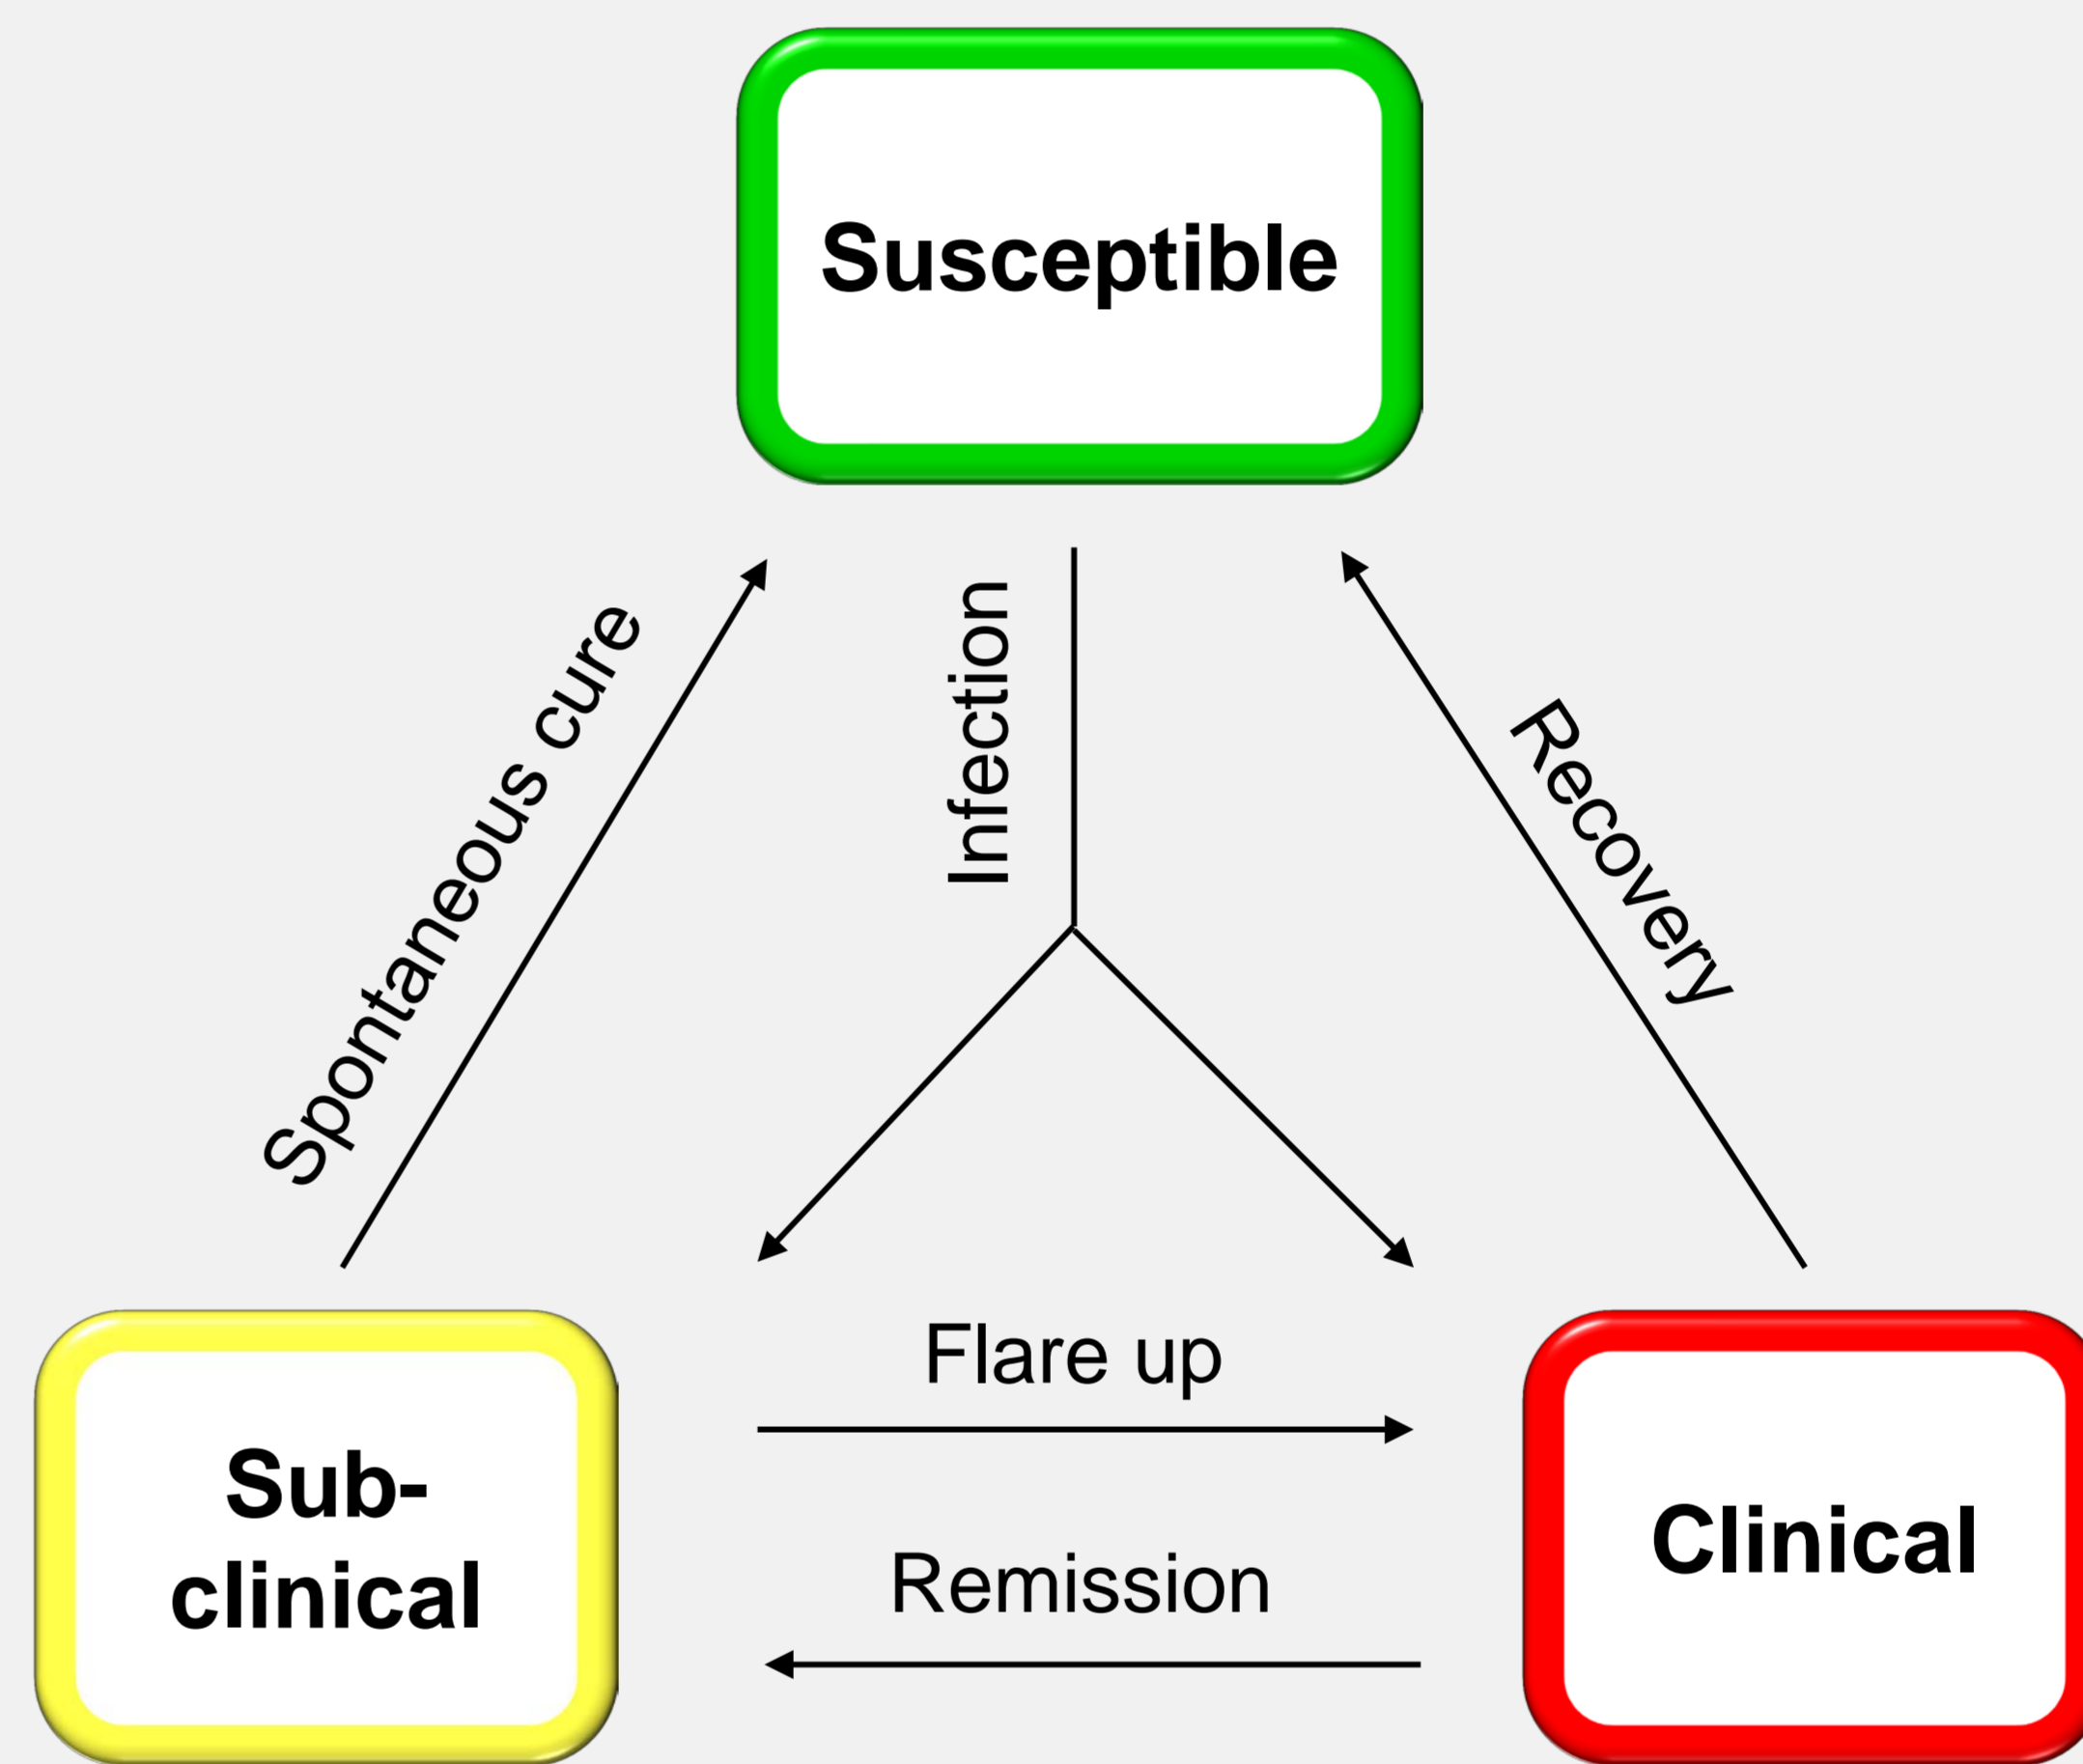 Susceptible
Spontaneous cure
Infection
Recovery
Flare up
Sub-
clinical
Clinical
Remission